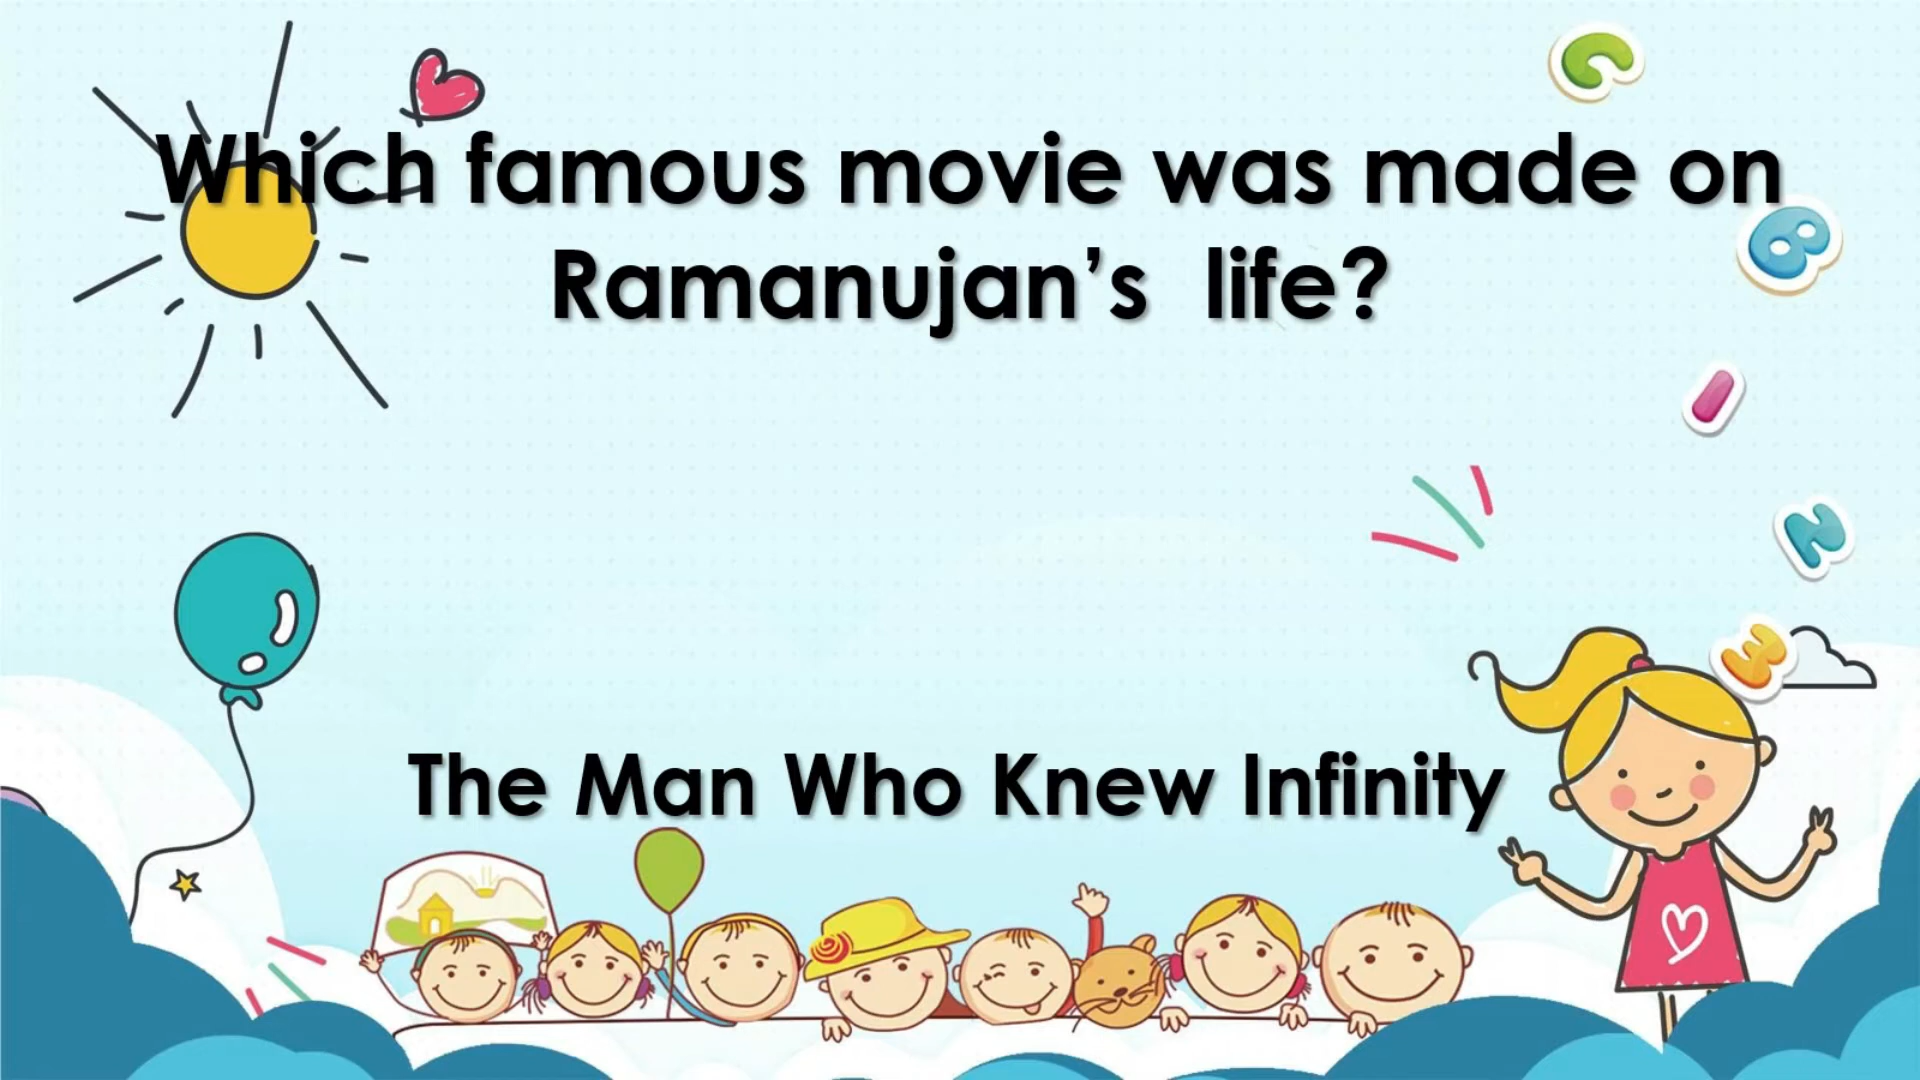 Which famous movie was made on
Ramanujan’s  life?
The Man Who Knew Infinity